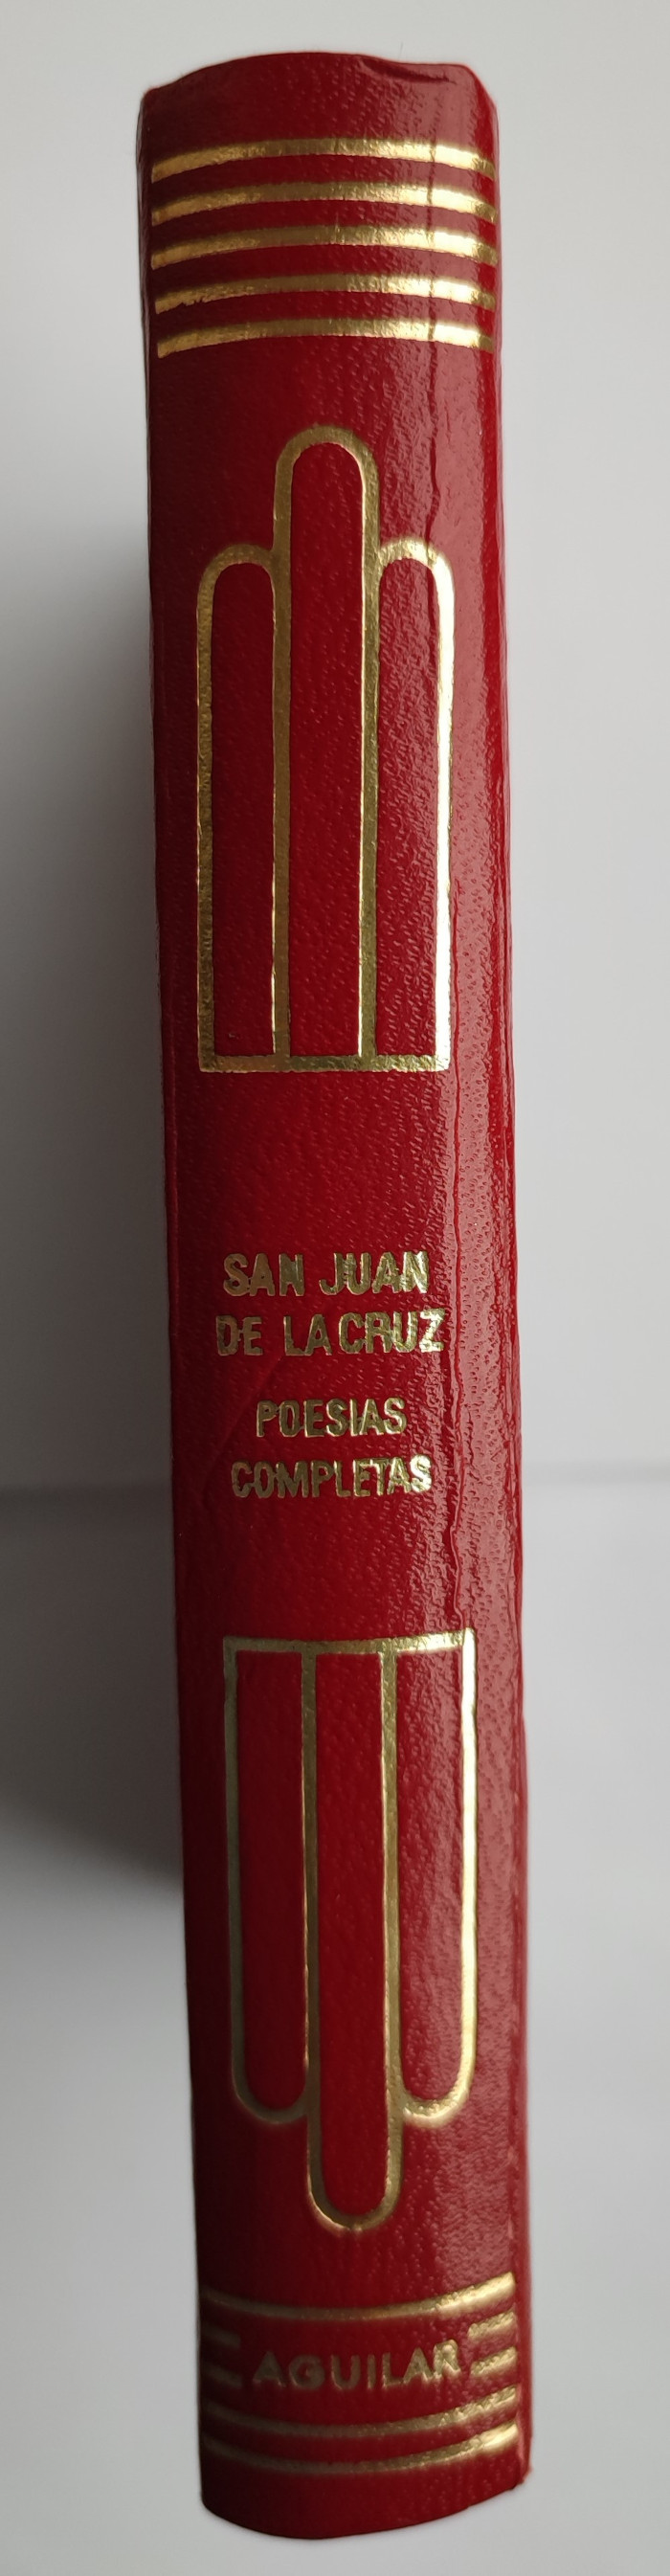 SAN JUAN
DE LA CRUZ
POESIAS
COMPLETAS
AGUILAR